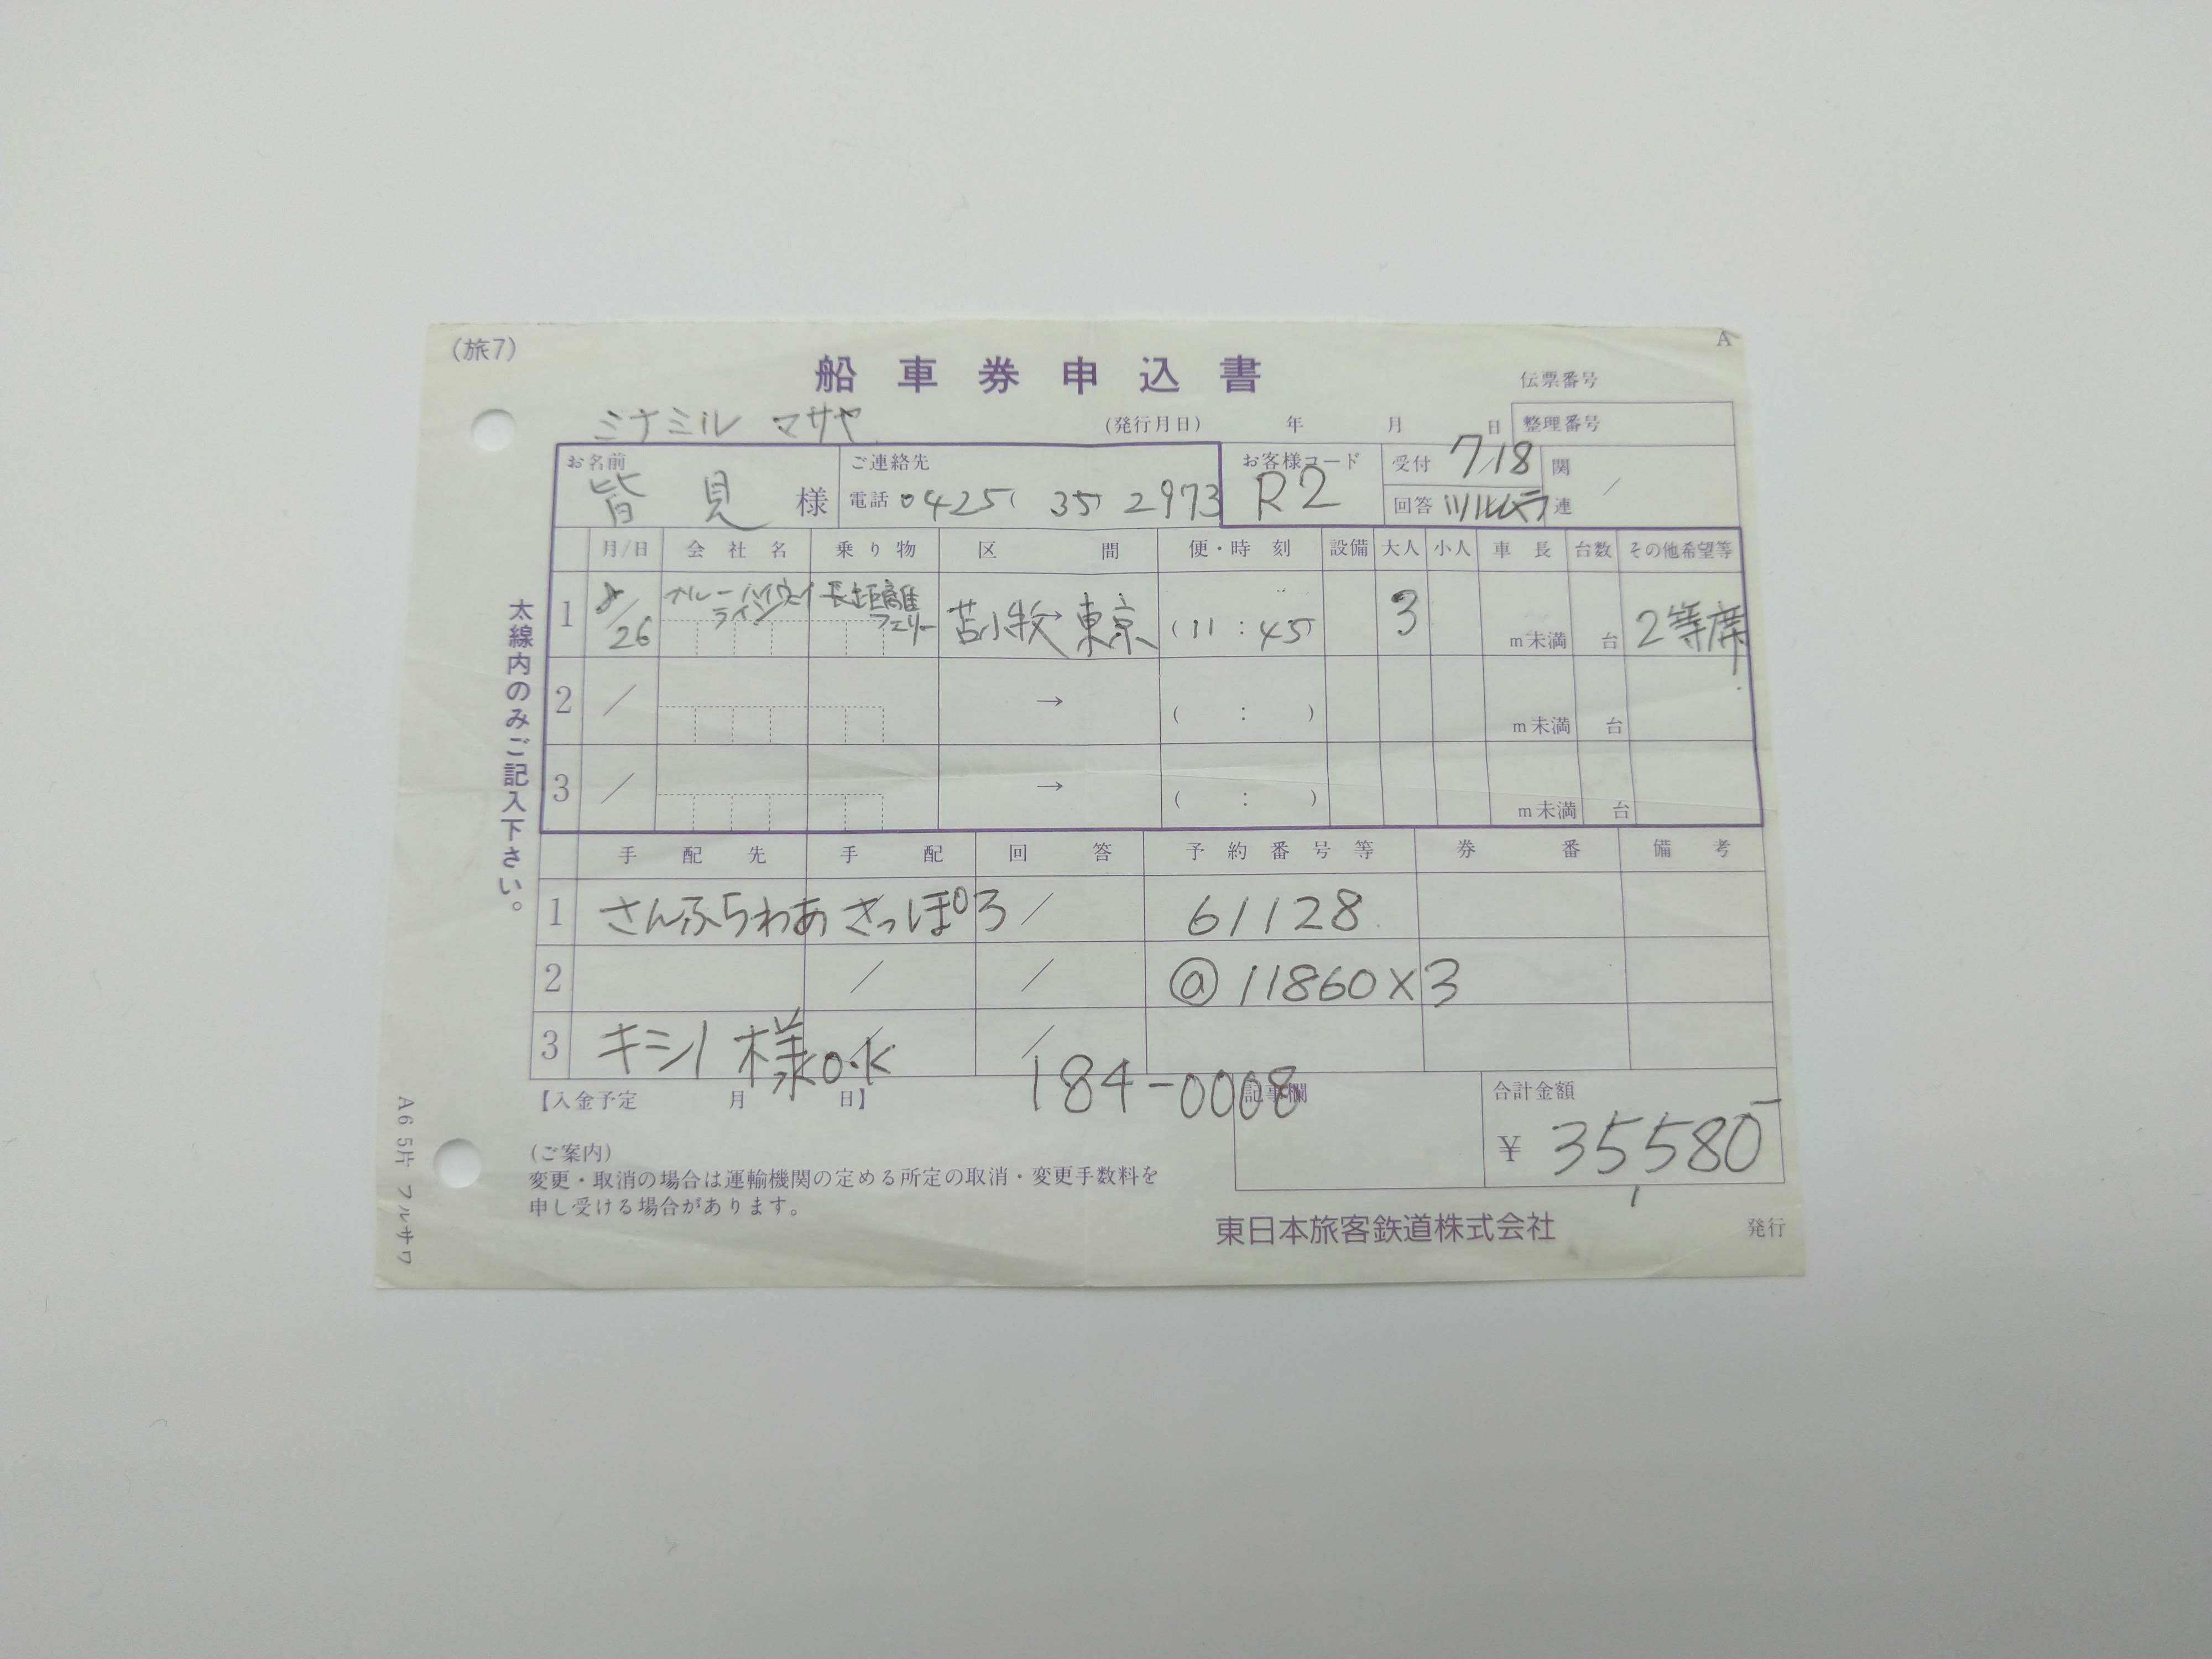 (旅7)
A
船車券申込書
伝票番号
ミナミル マサヤ
(発行月日) 年 月 日
整理番号
お名前 皆見 様
ご連絡先
電話 0425( 35) 2973
お客様コード R2
受付 7/18
回答 ツルムラ
関連 /
月/日 会社名 乗り物 区間 便・時刻 設備 大人 小人 車長 台数 その他希望等
1 8/26 ブルーハイウェイライン 長距離フェリー 苫小牧→東京 (11:45) 3 m未満 台 2等席
2 / → ( : ) m未満 台
3 / → ( : ) m未満 台
太線内のみご記入下さい。
手配先 手配 回答 予約番号等 券番 備考
1 さんふらわあ さっぽろ / 61128
2 / / @11860×3
3 キシ 様 O.K /
184-0008
【入金予定 月 日】
記事欄
合計金額
¥ 35580-
(ご案内)
変更・取消の場合は運輸機関の定める所定の取消・変更手数料を
申し受ける場合があります。
東日本旅客鉄道株式会社 発行
A6 5片 フルサワ